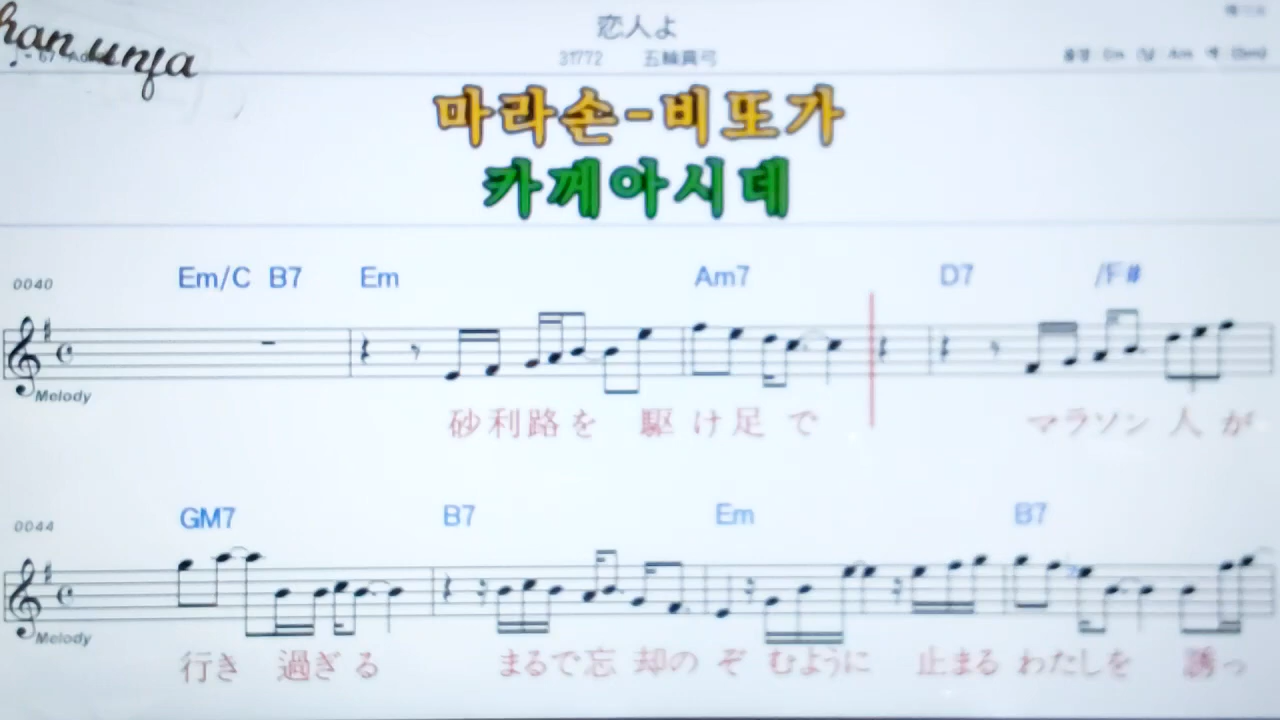 han unja
恋人よ
31772 五輪真弓
마라손-비또가
카께아시데
0040 Em/C B7 Em Am7 D7 /F#
Melody
砂利路を 駆け足で マラソン人が
0044 GM7 B7 Em B7
Melody
行き過ぎる まるで忘却のぞむように 止まるわたしを 誘っ